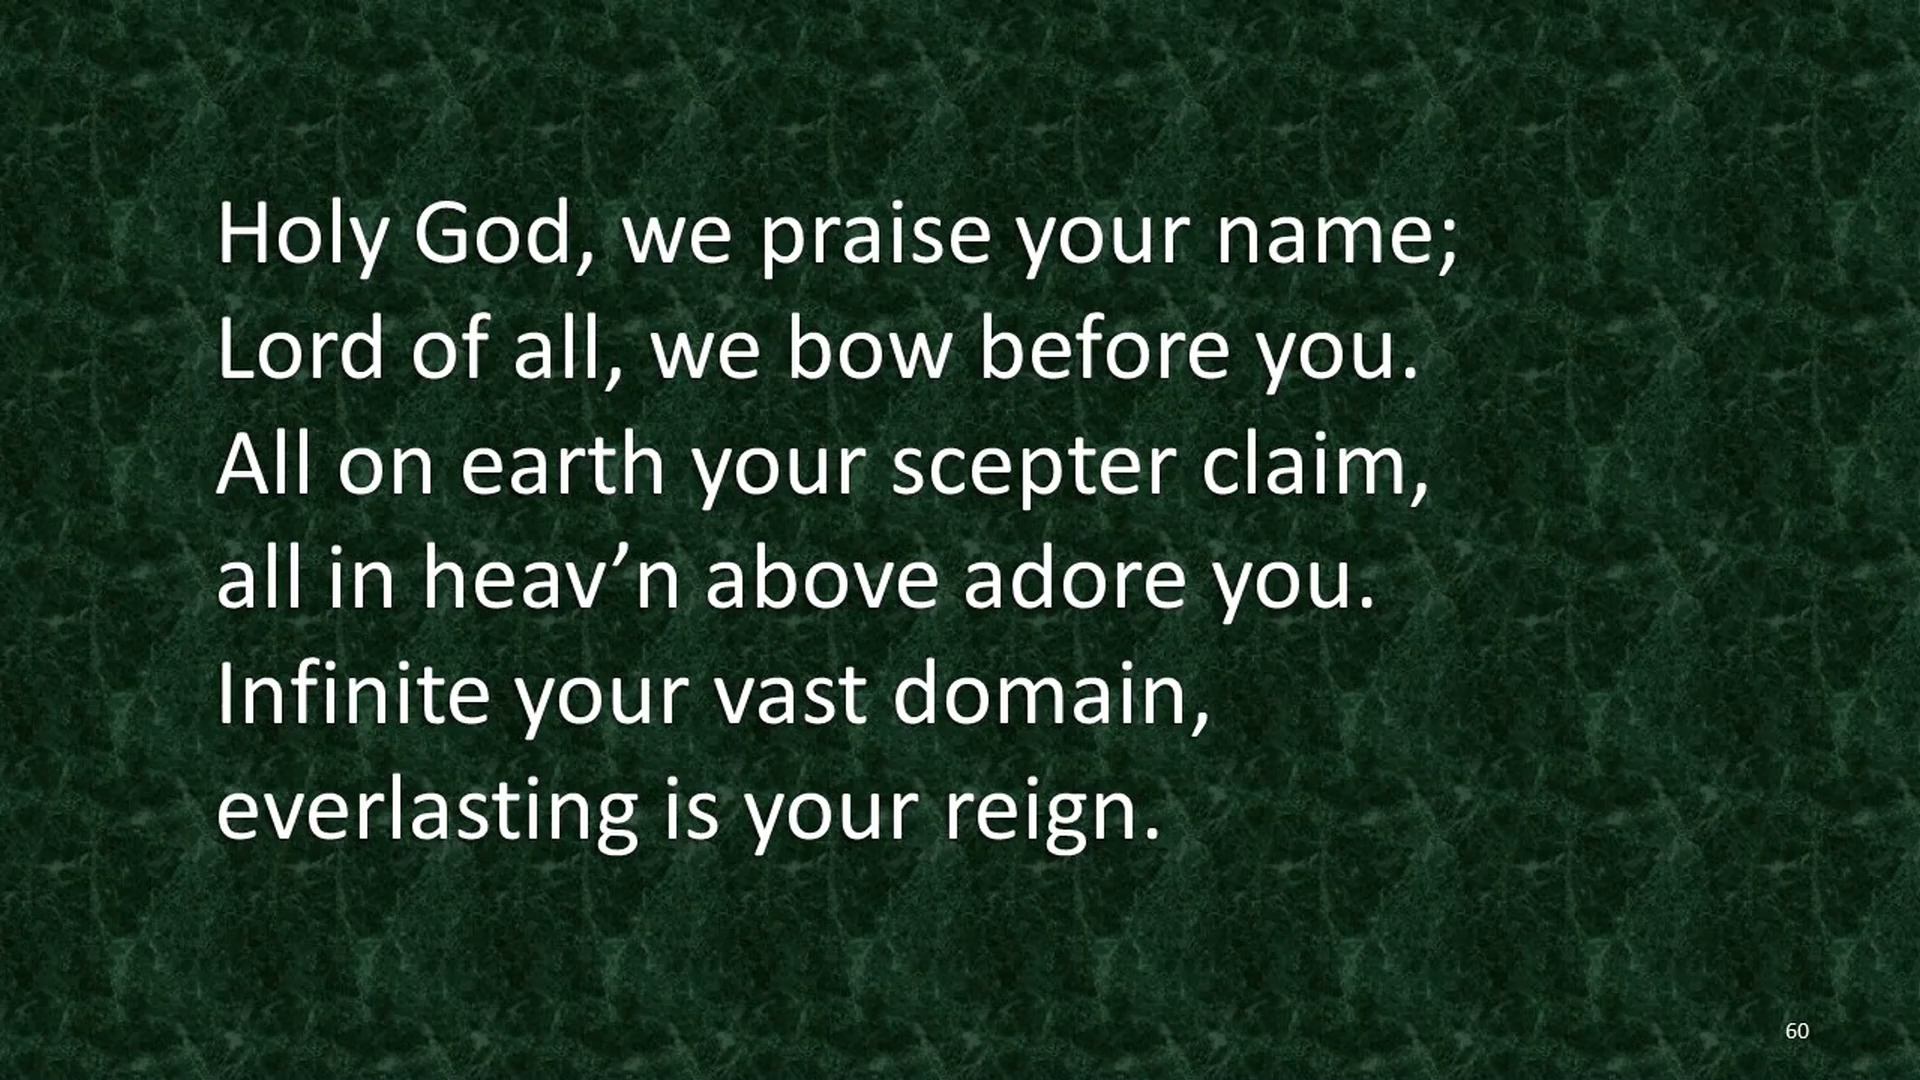 Holy God, we praise your name;
Lord of all, we bow before you.
All on earth your scepter claim,
all in heav’n above adore you.
Infinite your vast domain,
everlasting is your reign.
60